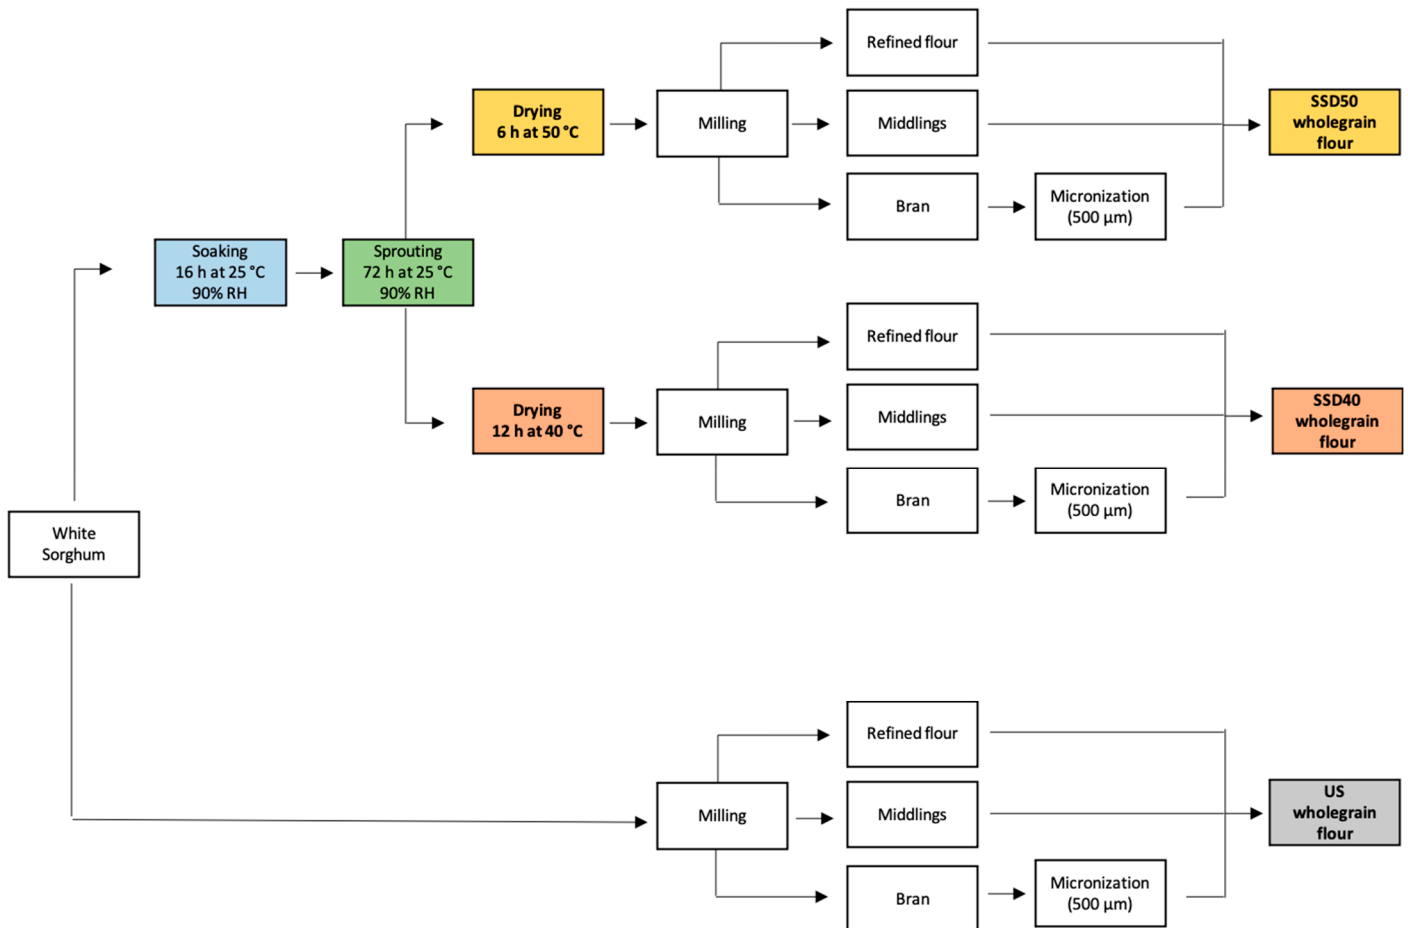 Refined flour
Drying
6 h at 50 °C
Milling
Middlings
SSD50
wholegrain
flour
Bran
Micronization
(500 µm)
Soaking
16 h at 25 °C
90% RH
Sprouting
72 h at 25 °C
90% RH
Refined flour
Drying
12 h at 40 °C
Milling
Middlings
SSD40
wholegrain
flour
Bran
Micronization
(500 µm)
White
Sorghum
Refined flour
Milling
Middlings
US
wholegrain
flour
Bran
Micronization
(500 µm)